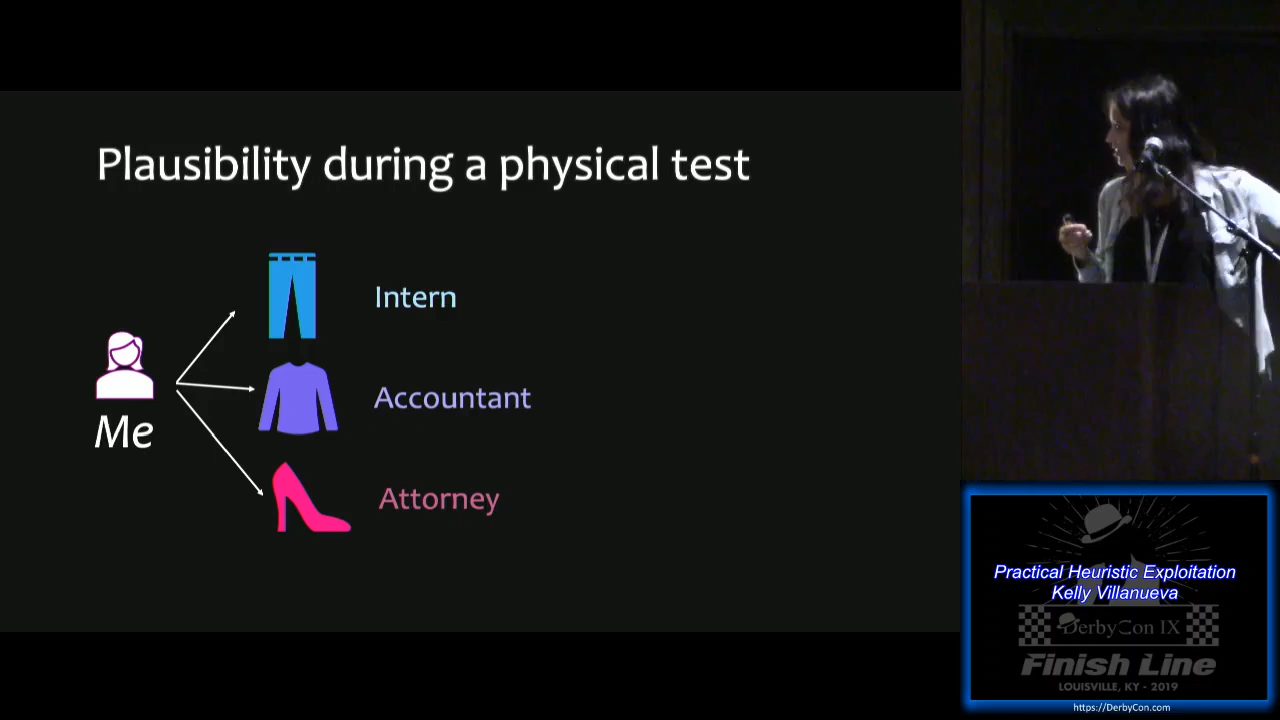 Plausibility during a physical test
Intern
Accountant
Attorney
Me
Practical Heuristic Exploitation
Kelly Villanueva
DerbyCon IX
Finish Line
LOUISVILLE, KY - 2019
https://DerbyCon.com